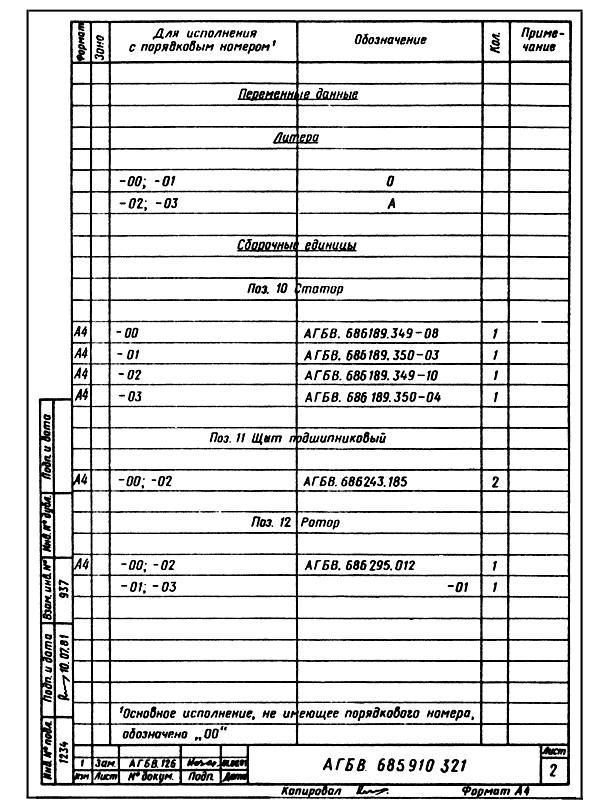 Формат Зона Для исполнения с порядковым номером¹ Обозначение Кол. Приме-чание
Переменные данные
Литера
-00; -01 О
-02; -03 А
Сборочные единицы
Поз. 10 Статор
А4 -00 АГБВ. 686189.349-08 1
А4 -01 АГБВ. 686189.350-03 1
А4 -02 АГБВ. 686189.349-10 1
А4 -03 АГБВ. 686189.350-04 1
Поз. 11 Щит подшипниковый
А4 -00; -02 АГБВ. 686243.185 2
Поз. 12 Ротор
А4 -00; -02 АГБВ. 686295.012 1
-01; -03 -01 1
¹Основное исполнение, не имеющее порядкового номера,
обозначено „00“
Подп. и дата
Инв. № дубл.
Взам. инв. № 937
Подп. и дата 10.07.81
Инв. № подл. 1234
1 Зам. АГБВ.126
Изм Лист № докум. Подп. Дата
АГБВ. 685910 321
Лист
2
Копировал Формат А4